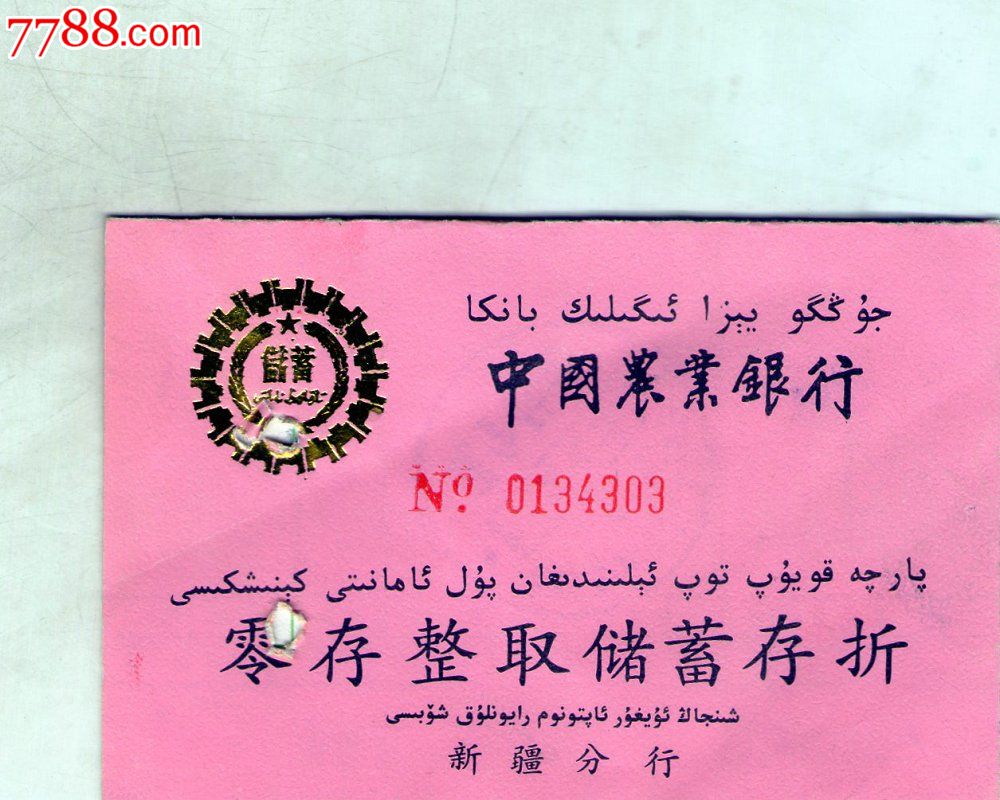 7788.com
جۇڭگو يېزا ئىگىلىك بانكا
中國農業銀行
儲蓄
№ 0134303
پارچە قويۇپ توپ ئېلىنىدىغان پۇل ئامانىتى كىنىشكىسى
零存整取储蓄存折
شىنجاڭ ئۇيغۇر ئاپتونوم رايونلۇق شۆبىسى
新疆分行